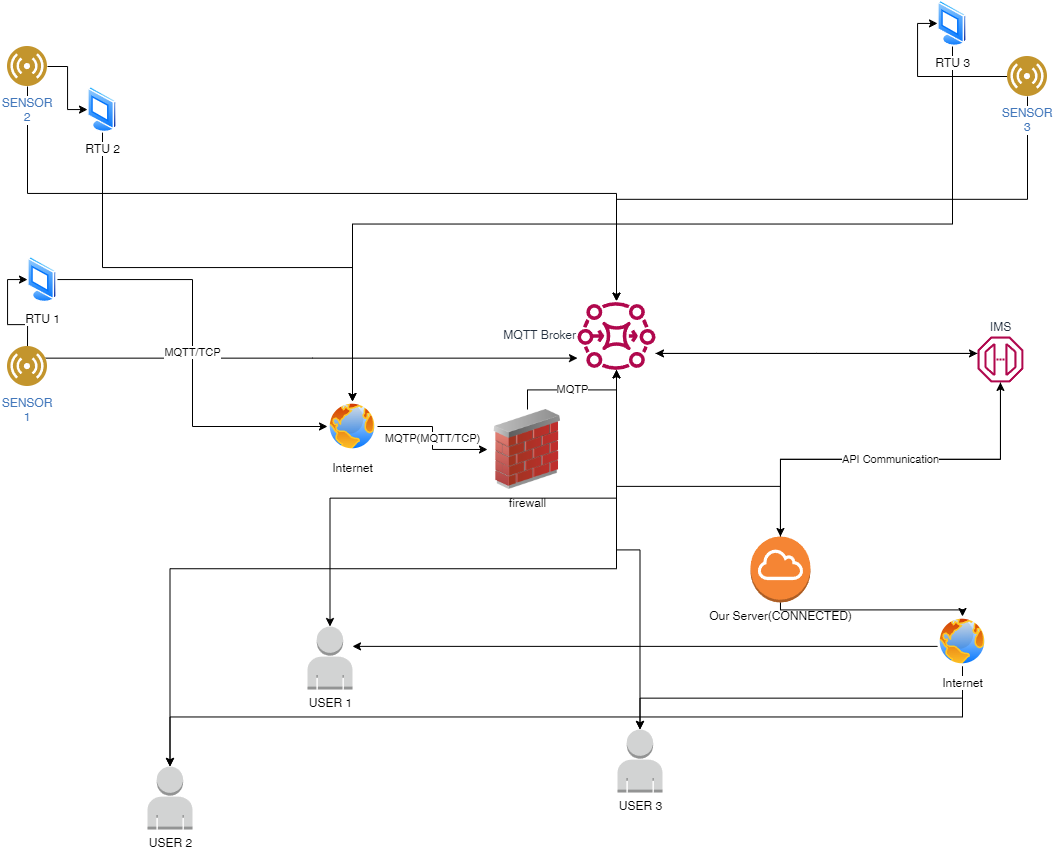 RTU 3
SENSOR
2
SENSOR
3
RTU 2
RTU 1
MQTT Broker
IMS
MQTT/TCP
MQTP
SENSOR
1
MQTP(MQTT/TCP)
Internet
API Communication
firewall
Our Server(CONNECTED)
Internet
USER 1
USER 3
USER 2